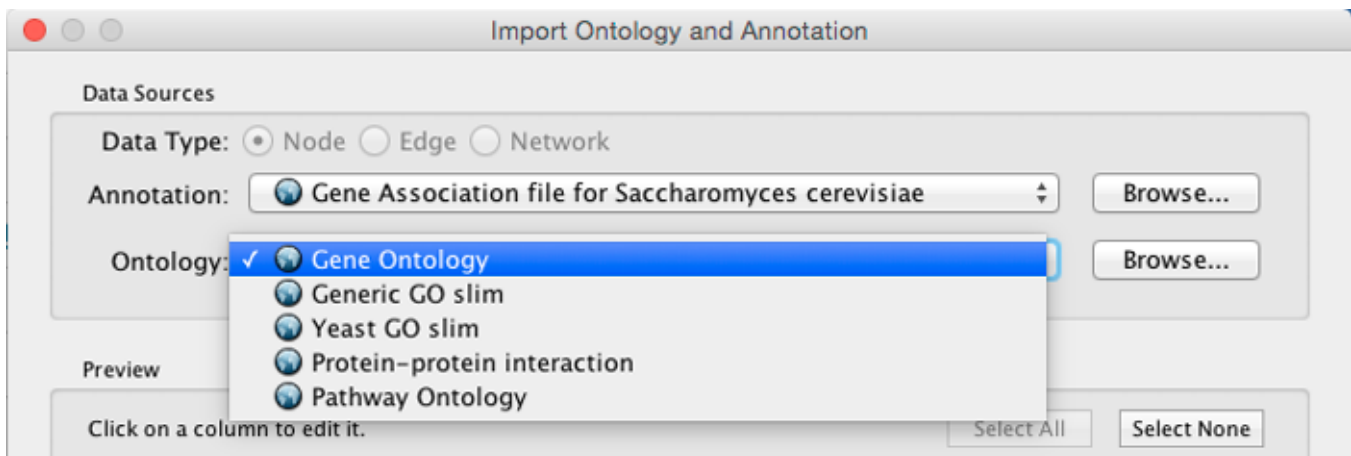 Import Ontology and Annotation
Data Sources
Data Type: Node Edge Network
Annotation: Gene Association file for Saccharomyces cerevisiae Browse...
Ontology: ✓ Gene Ontology Browse...
Generic GO slim
Yeast GO slim
Protein-protein interaction
Pathway Ontology
Preview
Click on a column to edit it. Select All Select None